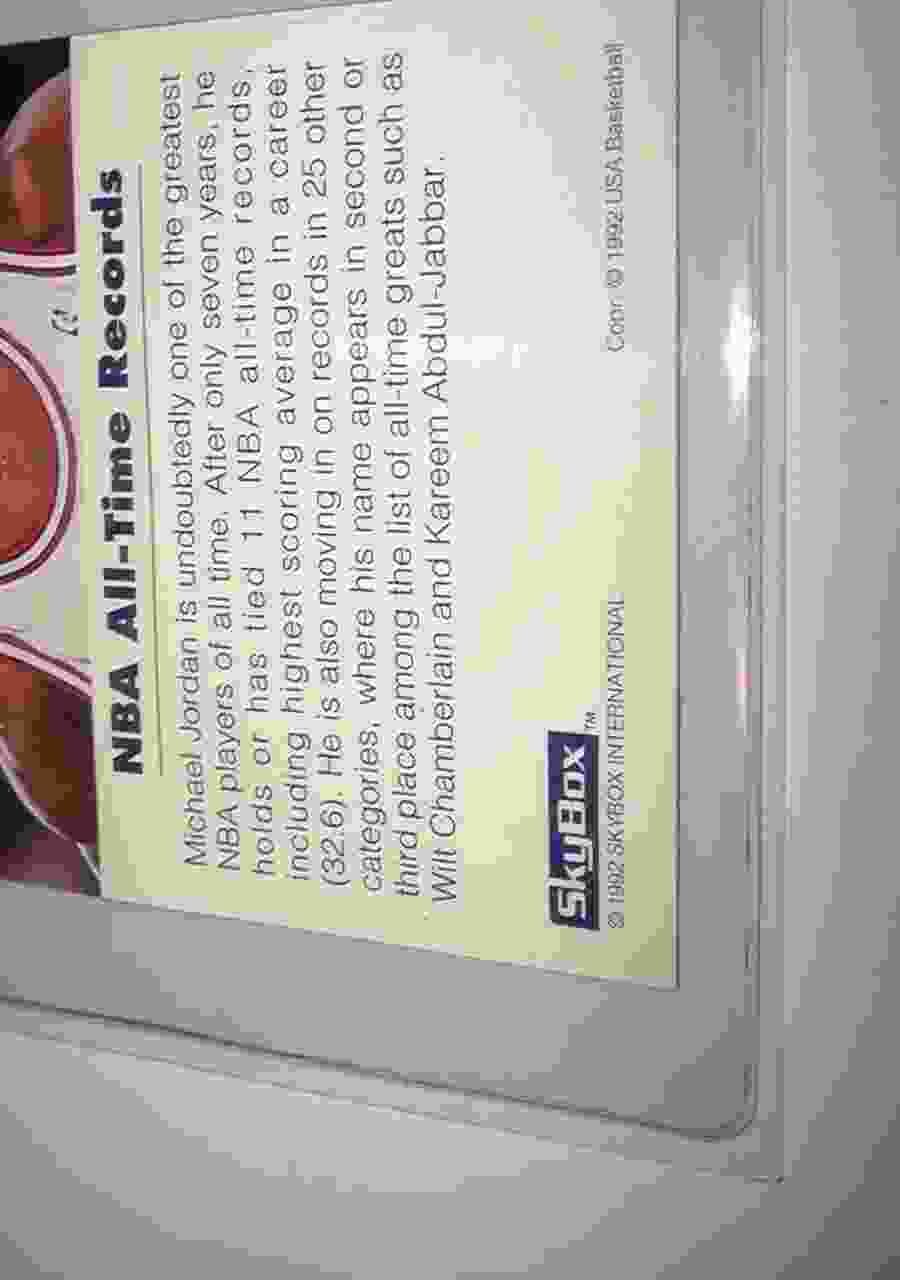 NBA All-Time Records
Michael Jordan is undoubtedly one of the greatest
NBA players of all time. After only seven years, he
holds or has tied 11 NBA all-time records,
including highest scoring average in a career
(32.6). He is also moving in on records in 25 other
categories, where his name appears in second or
third place among the list of all-time greats such as
Wilt Chamberlain and Kareem Abdul-Jabbar.
SkyBox™
© 1992 SKYBOX INTERNATIONAL
Copr. © 1992 USA Basketball